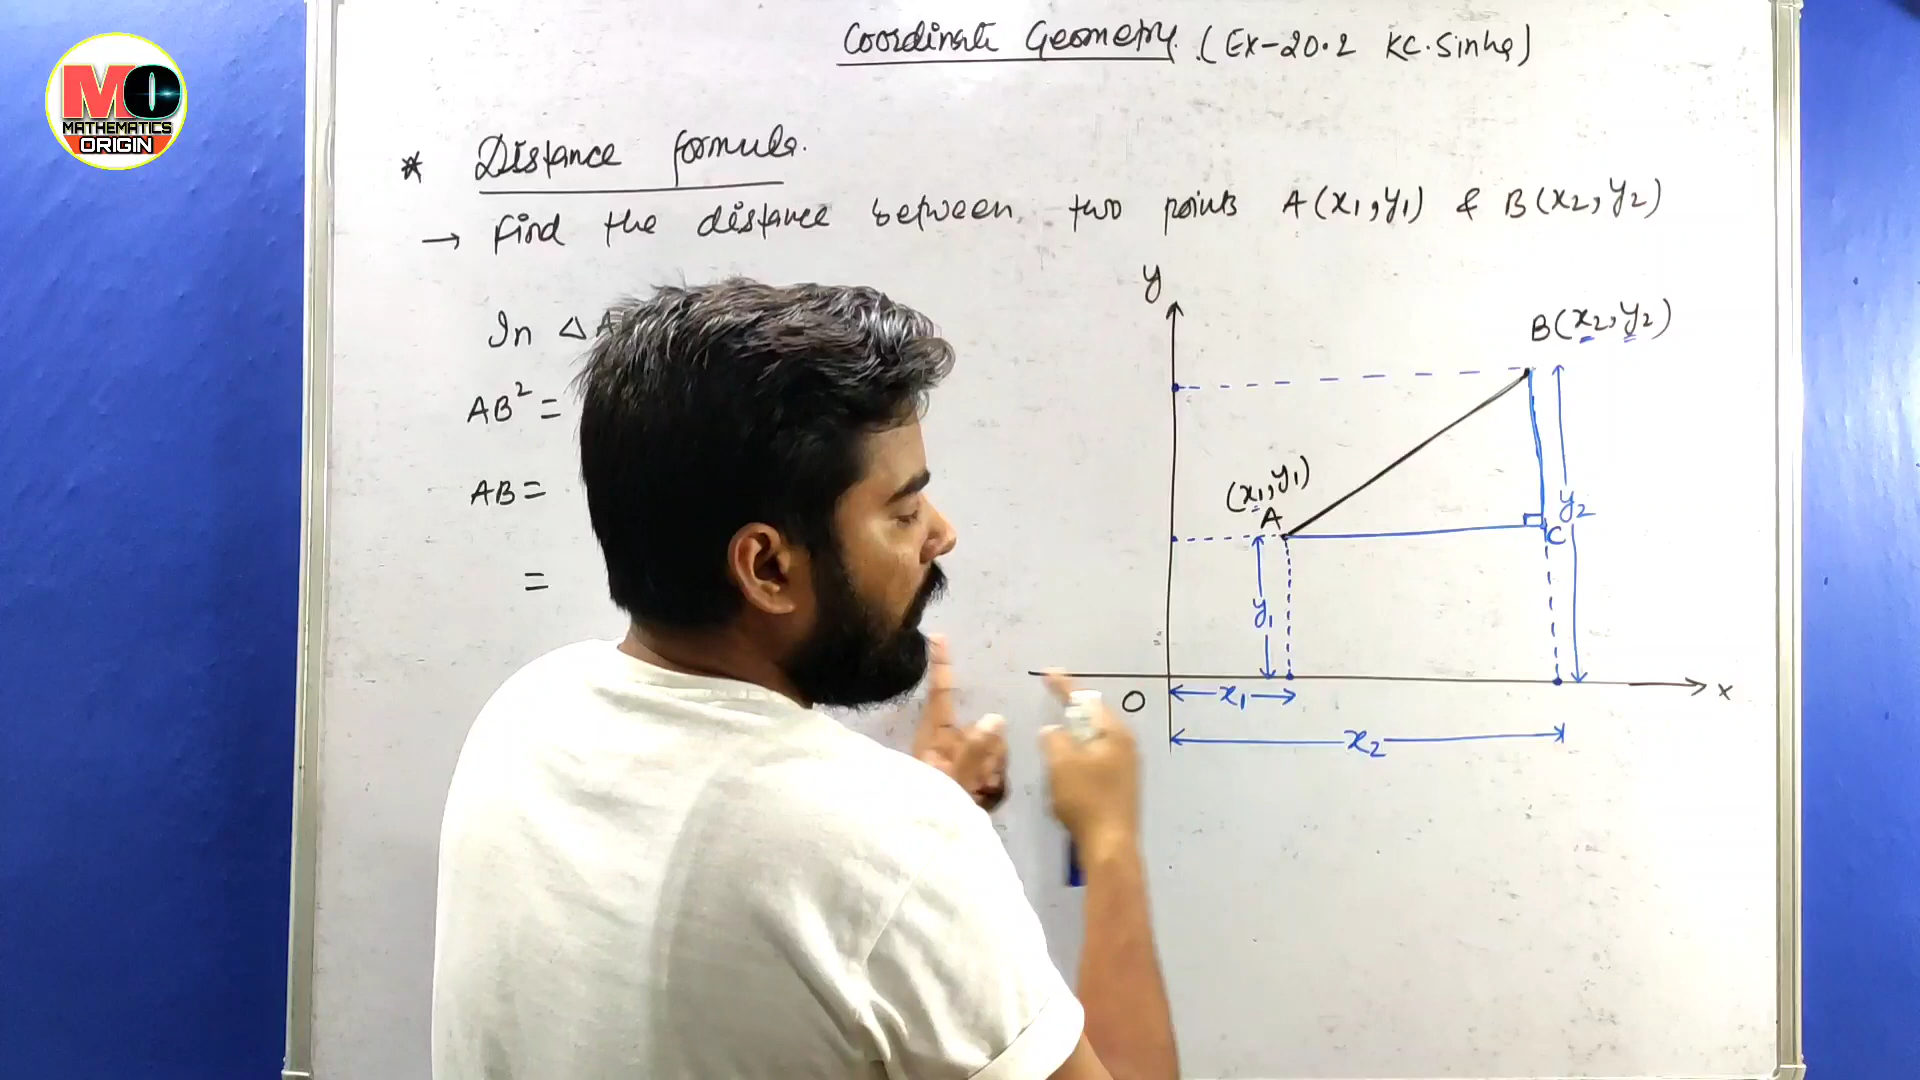 MO
MATHEMATICS
ORIGIN
Coordinate Geometry. (Ex-20.2 KC.Sinha)
* Distance formula.
→ Find the distance between two points A(x₁,y₁) & B(x₂,y₂)
In △A
AB² =
AB =
=
y
B(x₂,y₂)
(x₁,y₁)
A
y₂
C
y₁
O
x₁
x
x₂